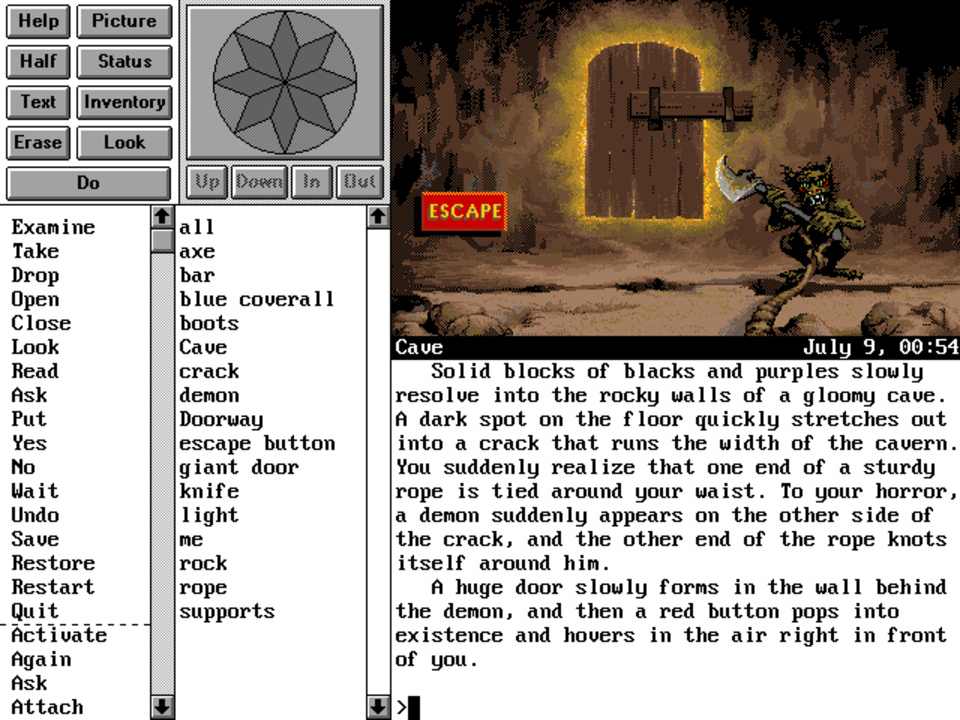 Help
Picture
Half
Status
Text
Inventory
Erase
Look
Do
Up
Down
In
Out
Examine
Take
Drop
Open
Close
Look
Read
Ask
Put
Yes
No
Wait
Undo
Save
Restore
Restart
Quit
Activate
Again
Ask
Attach
all
axe
bar
blue coverall
boots
Cave
crack
demon
Doorway
escape button
giant door
knife
light
me
rock
rope
supports
ESCAPE
Cave
July 9, 00:54
Solid blocks of blacks and purples slowly
resolve into the rocky walls of a gloomy cave.
A dark spot on the floor quickly stretches out
into a crack that runs the width of the cavern.
You suddenly realize that one end of a sturdy
rope is tied around your waist. To your horror,
a demon suddenly appears on the other side of
the crack, and the other end of the rope knots
itself around him.
A huge door slowly forms in the wall behind
the demon, and then a red button pops into
existence and hovers in the air right in front
of you.
>